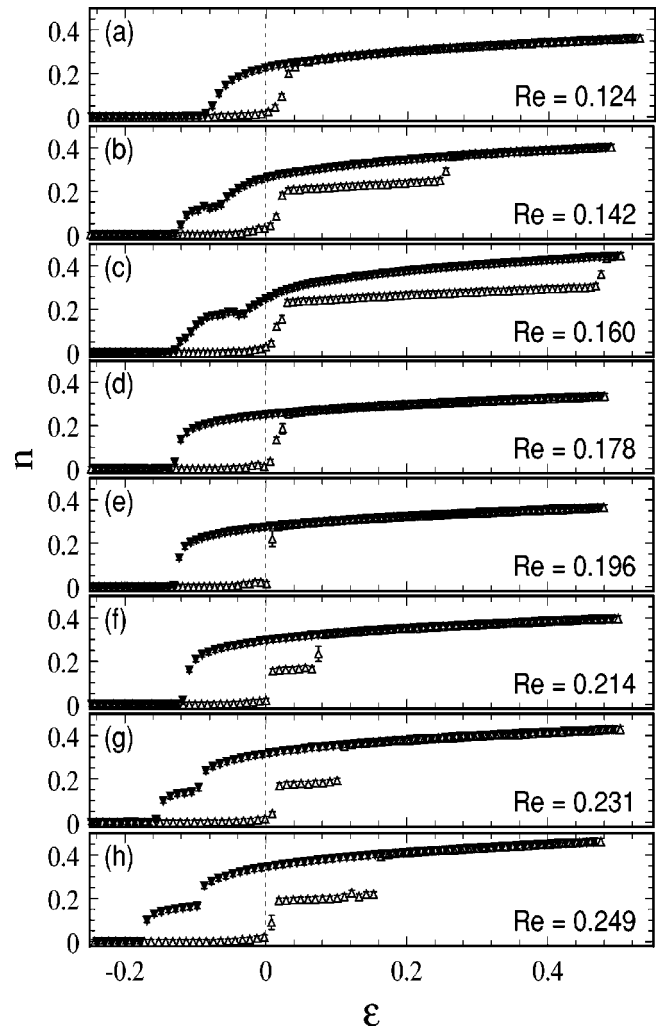 0.4
(a)
0.2
0
Re = 0.124
0.4
(b)
0.2
0
Re = 0.142
0.4
(c)
0.2
0
Re = 0.160
0.4
(d)
0.2
0
Re = 0.178
n
0.4
(e)
0.2
0
Re = 0.196
0.4
(f)
0.2
0
Re = 0.214
0.4
(g)
0.2
0
Re = 0.231
0.4
(h)
0.2
0
Re = 0.249
-0.2 0 0.2 0.4
ε